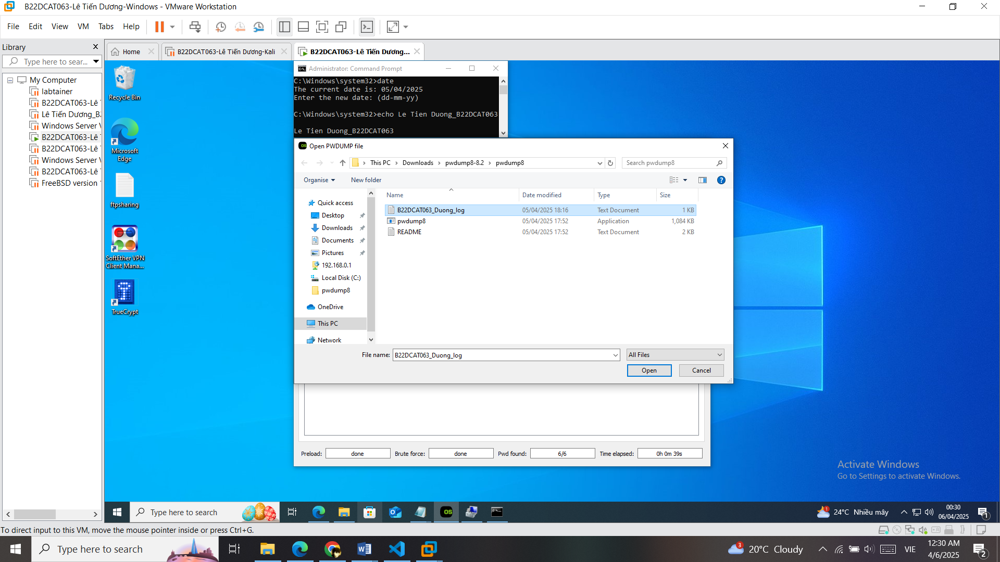 B22DCAT063-Lê Tiến Dương-Windows - VMware Workstation
File Edit View VM Tabs Help
Library
Type here to sear...
My Computer
labtainer
B22DCAT063-Lê
Lê Tiến Dương_B
Windows Server
B22DCAT063-Lê
B22DCAT063-Lê
Windows Server
B22DCAT063-Lê
FreeBSD version
Home
B22DCAT063-Lê Tiến Dương-Kali
B22DCAT063-Lê Tiến Dương...
Recycle Bin
Microsoft
Edge
ftpsharing
SoftEther VPN
Client Mana...
TrueCrypt
Administrator: Command Prompt
C:\Windows\system32>date
The current date is: 05/04/2025
Enter the new date: (dd-mm-yy)
C:\Windows\system32>echo Le Tien Duong_B22DCAT063
Le Tien Duong_B22DCAT063
OS Open PWDUMP file
This PC > Downloads > pwdump8-8.2 > pwdump8
Search pwdump8
Organise New folder
Quick access
Desktop
Downloads
Documents
Pictures
192.168.0.1
Local Disk (C:)
pwdump8
OneDrive
This PC
Network
Name Date modified Type Size
B22DCAT063_Duong_log 05/04/2025 18:16 Text Document 1 KB
pwdump8 05/04/2025 17:52 Application 1,084 KB
README 05/04/2025 17:52 Text Document 2 KB
File name: B22DCAT063_Duong_log All Files
Open Cancel
Preload: done Brute force: done Pwd found: 6/6 Time elapsed: 0h 0m 39s
Activate Windows
Go to Settings to activate Windows.
Type here to search
OS
1
24°C Nhiều mây
00:30
06/04/2025
1
To direct input to this VM, move the mouse pointer inside or press Ctrl+G.
Type here to search
3
20°C Cloudy
VIE
12:30 AM
4/6/2025
2